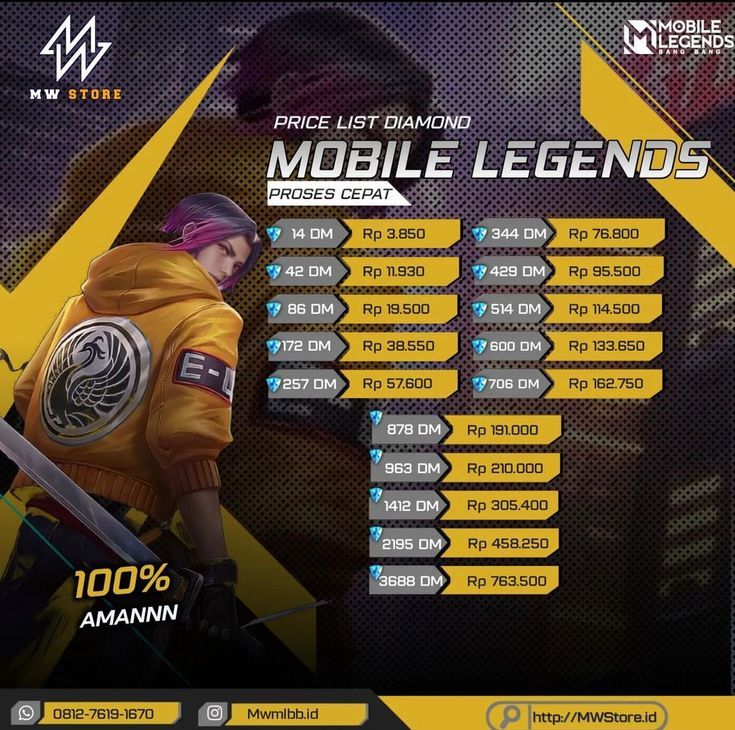 MW STORE
MOBILE
LEGENDS
BANG BANG
PRICE LIST DIAMOND
MOBILE LEGENDS
PROSES CEPAT
14 DM Rp 3.850
42 DM Rp 11.930
86 DM Rp 19.500
172 DM Rp 38.550
257 DM Rp 57.600
344 DM Rp 76.800
429 DM Rp 95.500
514 DM Rp 114.500
600 DM Rp 133.650
706 DM Rp 162.750
878 DM Rp 191.000
963 DM Rp 210.000
1412 DM Rp 305.400
2195 DM Rp 458.250
3688 DM Rp 763.500
100%
AMANNN
0812-7619-1670
Mwmlbb.id
http://MWStore.id